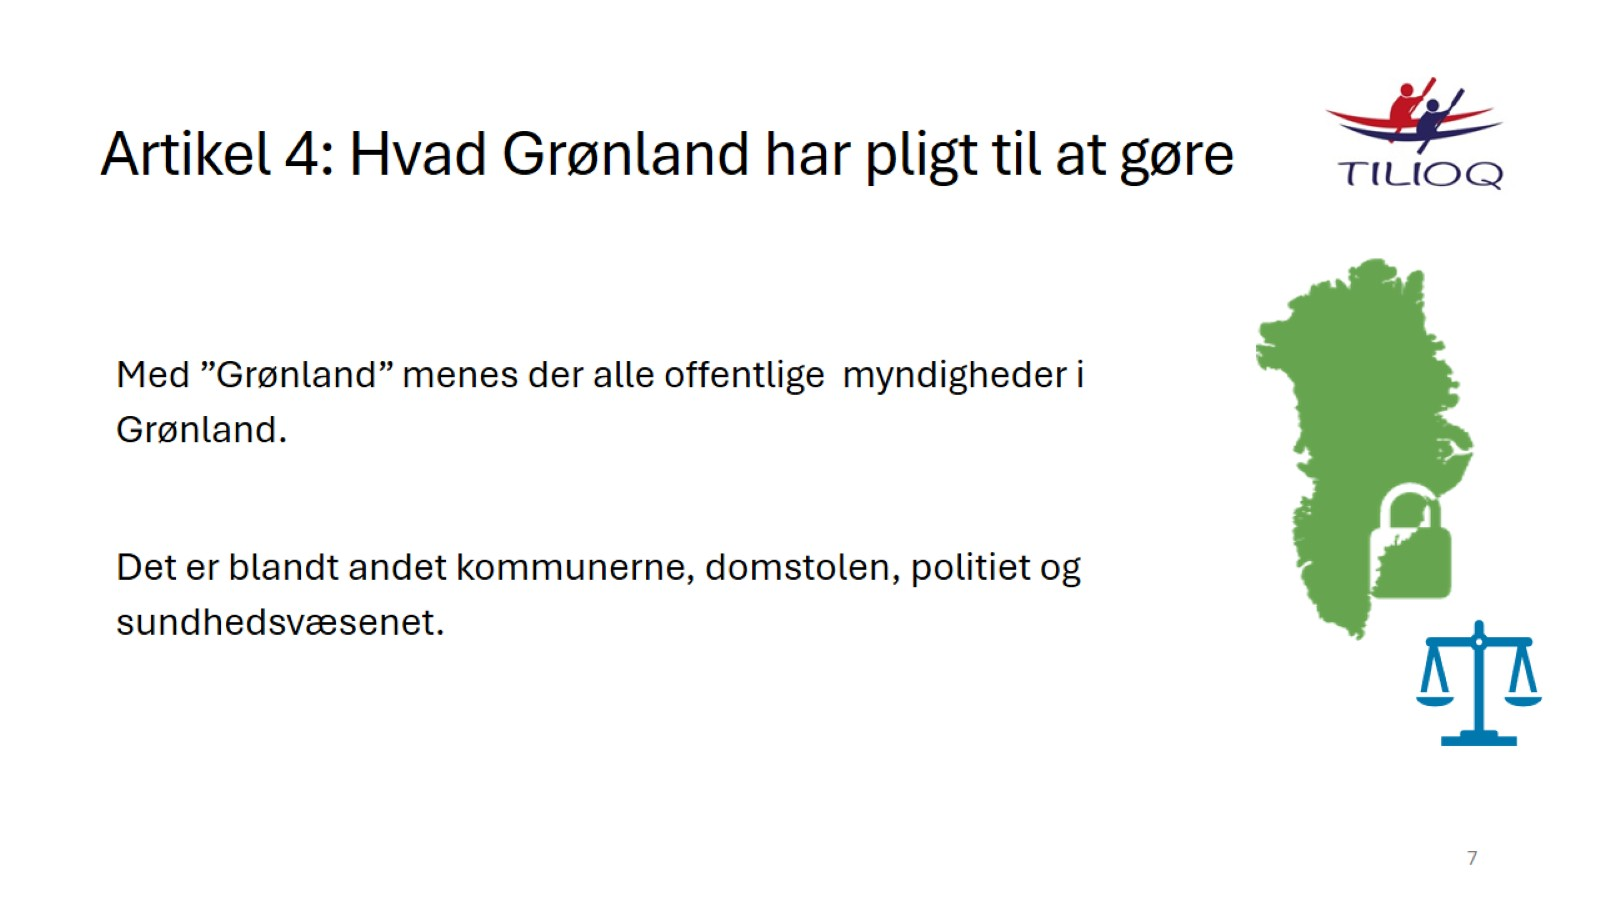 Artikel 4: Hvad Grønland har pligt til at gøre
TILIOQ
Med ”Grønland” menes der alle offentlige  myndigheder i
Grønland.
Det er blandt andet kommunerne, domstolen, politiet og
sundhedsvæsenet.
7